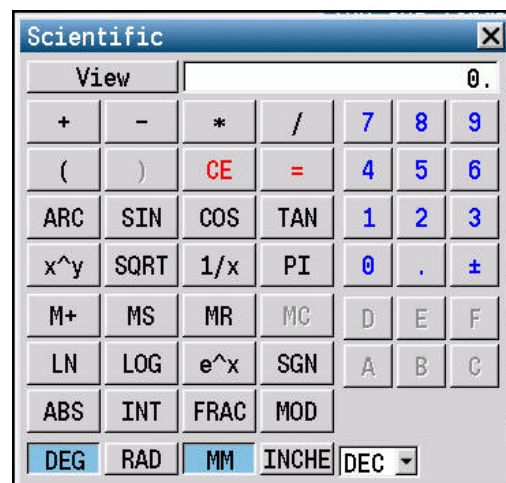 Scientific
View 0.
+ - * / 7 8 9
( ) CE = 4 5 6
ARC SIN COS TAN 1 2 3
x^y SQRT 1/x PI 0 . ±
M+ MS MR MC D E F
LN LOG e^x SGN A B C
ABS INT FRAC MOD
DEG RAD MM INCHE DEC